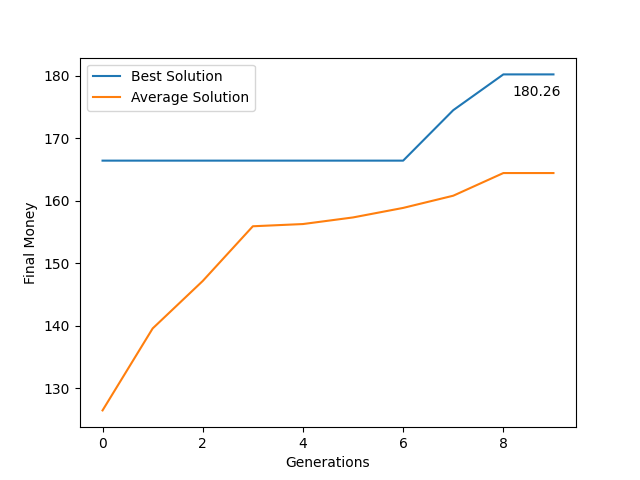 Best Solution
Average Solution
180.26
180
170
160
150
140
130
Final Money
0 2 4 6 8
Generations